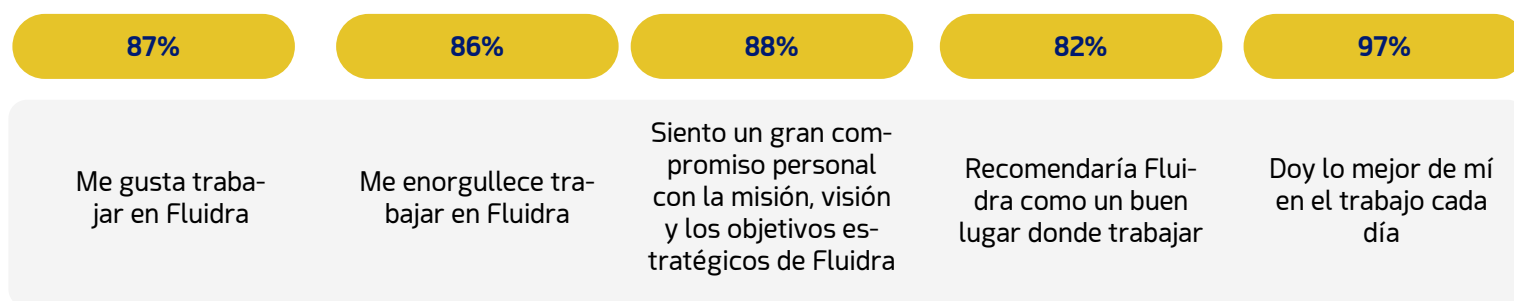 87%
86%
88%
82%
97%
Me gusta traba-
jar en Fluidra
Me enorgullece tra-
bajar en Fluidra
Siento un gran com-
promiso personal
con la misión, visión
y los objetivos es-
tratégicos de Fluidra
Recomendaría Flui-
dra como un buen
lugar donde trabajar
Doy lo mejor de mí
en el trabajo cada
día